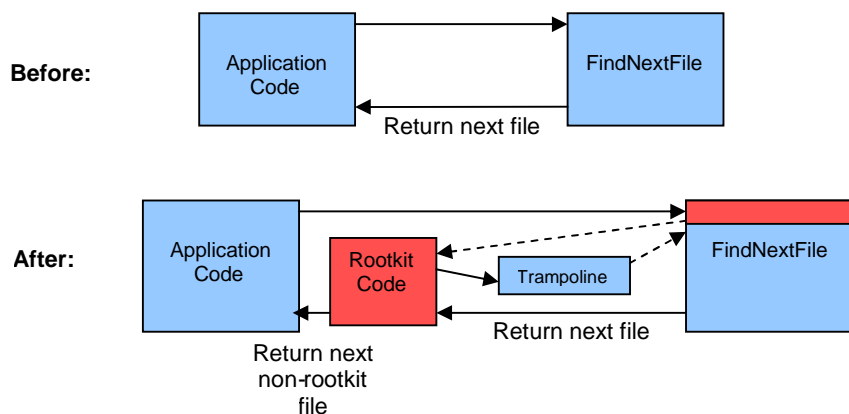 Before:
Application
Code
FindNextFile
Return next file
After:
Application
Code
Rootkit
Code
Trampoline
FindNextFile
Return next file
Return next
non-rootkit
file